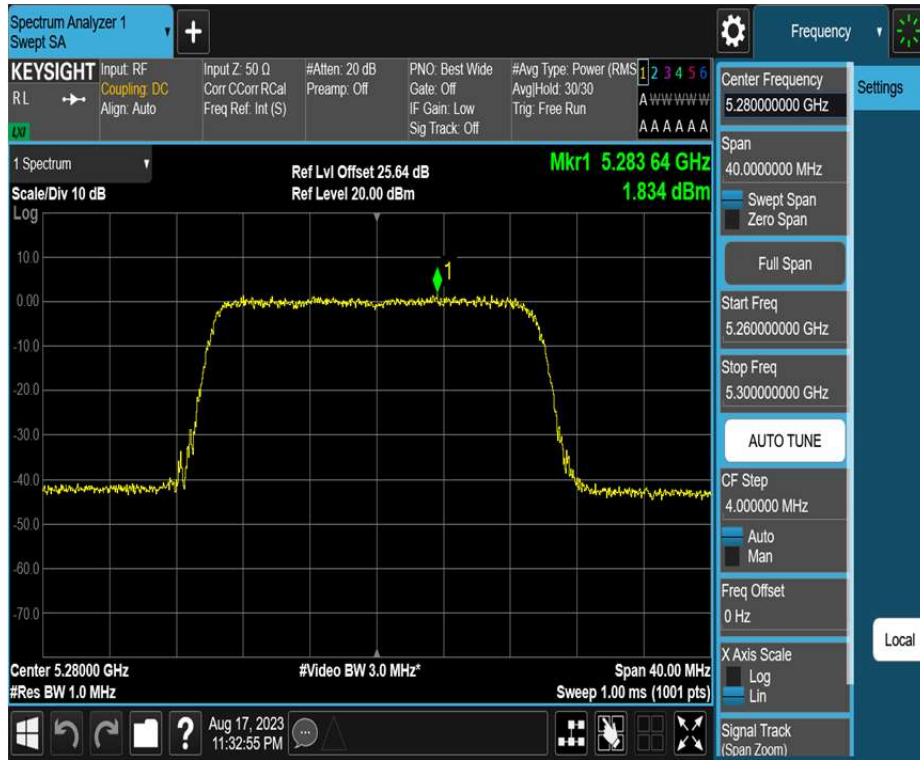 Spectrum Analyzer 1
Swept SA
+
Frequency
KEYSIGHT
R L
LXI
Input: RF
Coupling: DC
Align: Auto
Input Z: 50 Ω
Corr CCorr RCal
Freq Ref: Int (S)
#Atten: 20 dB
Preamp: Off
PNO: Best Wide
Gate: Off
IF Gain: Low
Sig Track: Off
#Avg Type: Power (RMS
Avg|Hold: 30/30
Trig: Free Run
1 2 3 4 5 6
A W W W W W
A A A A A A
1 Spectrum
Scale/Div 10 dB
Log
Ref Lvl Offset 25.64 dB
Ref Level 20.00 dBm
Mkr1 5.283 64 GHz
1.834 dBm
1
10.0
0.00
-10.0
-20.0
-30.0
-40.0
-50.0
-60.0
-70.0
Center 5.28000 GHz
#Res BW 1.0 MHz
#Video BW 3.0 MHz*
Span 40.00 MHz
Sweep 1.00 ms (1001 pts)
?
Aug 17, 2023
11:32:55 PM
Center Frequency
5.280000000 GHz
Span
40.0000000 MHz
Swept Span
Zero Span
Full Span
Start Freq
5.260000000 GHz
Stop Freq
5.300000000 GHz
AUTO TUNE
CF Step
4.000000 MHz
Auto
Man
Freq Offset
0 Hz
X Axis Scale
Log
Lin
Signal Track
(Span Zoom)
Settings
Local